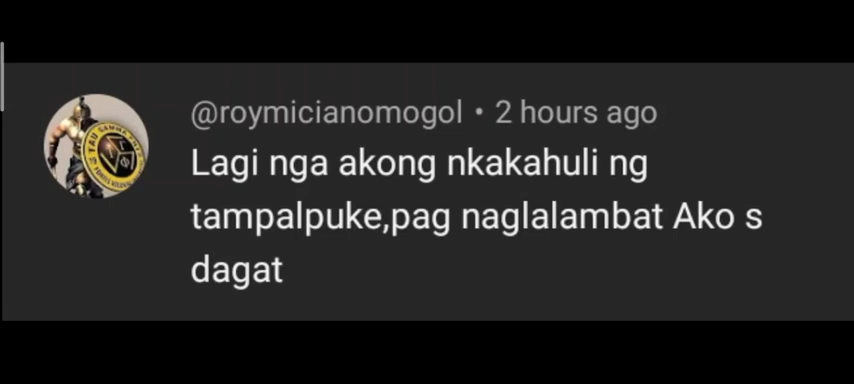 @roymicianomogol • 2 hours ago
Lagi nga akong nkakahuli ng
tampalpuke,pag naglalambat Ako s
dagat